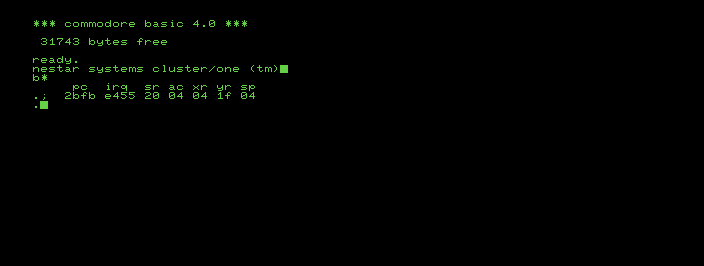 *** commodore basic 4.0 ***
31743 bytes free
ready.
nestar systems cluster/one (tm)
b*
pc irq sr ac xr yr sp
.; 2bfb e455 20 04 04 1f 04
.